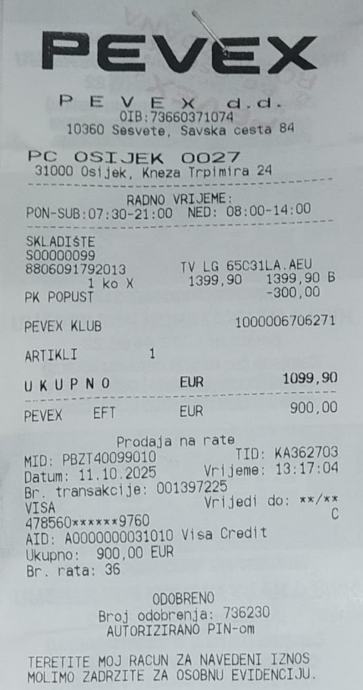 PEVEX
PEVEX d.d.
OIB:73660371074
10360 Sesvete, Savska cesta 84
PC OSIJEK 0027
31000 Osijek, Kneza Trpimira 24
RADNO VRIJEME:
PON-SUB:07:30-21:00 NED: 08:00-14:00
SKLADIŠTE
S00000099
8806091792013 TV LG 65C31LA.AEU
1 ko X 1399,90 1399,90 B
PK POPUST -300,00
PEVEX KLUB 1000006706271
ARTIKLI 1
UKUPNO EUR 1099,90
PEVEX EFT EUR 900,00
Prodaja na rate
MID: PBZT40099010 TID: KA362703
Datum: 11.10.2025 Vrijeme: 13:17:04
Br. transakcije: 001397225
VISA Vrijedi do: **/**
478560******9760 C
AID: A0000000031010 Visa Credit
Ukupno: 900,00 EUR
Br. rata: 36
ODOBRENO
Broj odobrenja: 736230
AUTORIZIRANO PIN-om
TERETITE MOJ RACUN ZA NAVEDENI IZNOS
MOLIMO ZADRZITE ZA OSOBNU EVIDENCIJU.